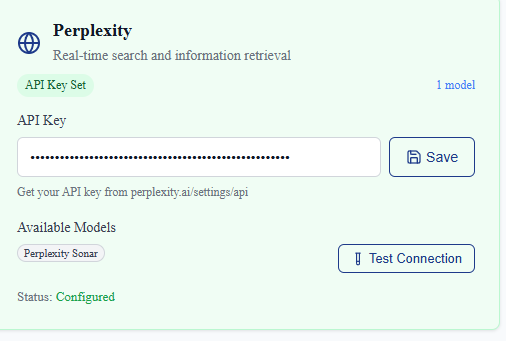 Perplexity
Real-time search and information retrieval
API Key Set
1 model
API Key
•••••••••••••••••••••••••••••••••••••••••••••••••••••
Save
Get your API key from perplexity.ai/settings/api
Available Models
Perplexity Sonar
Test Connection
Status: Configured